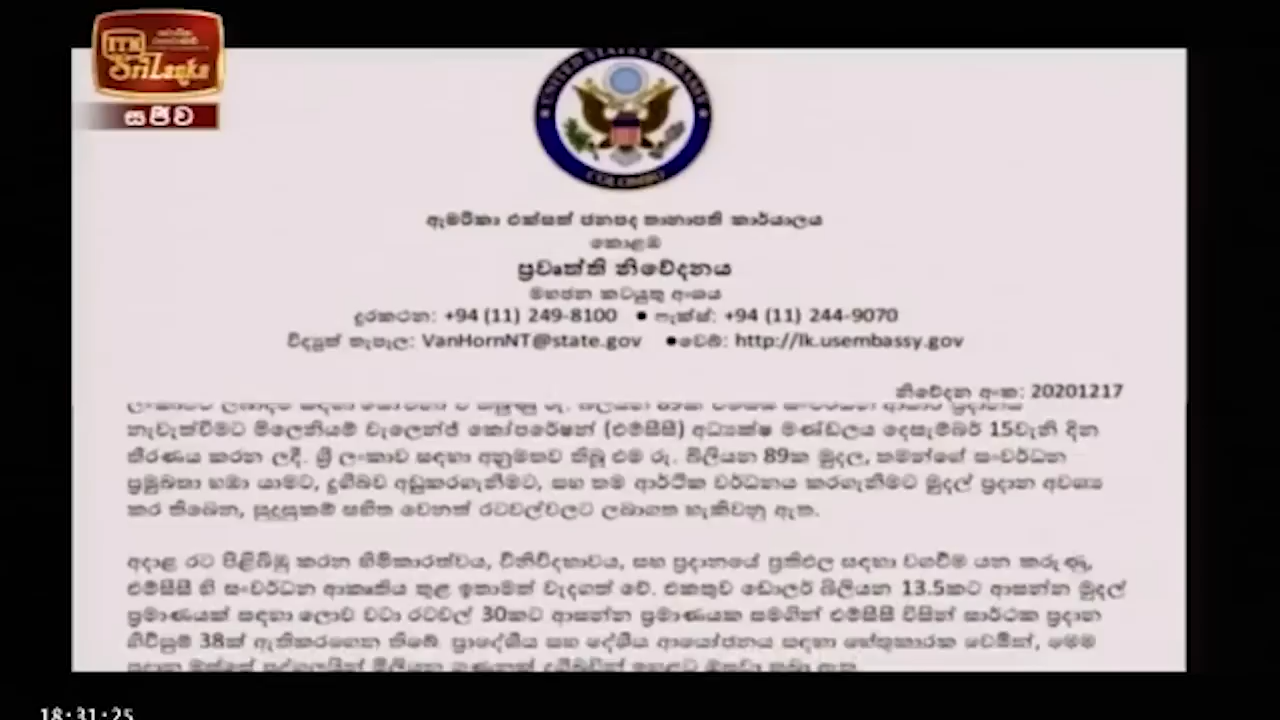 ITN
SriLanka
සජීව
UNITED STATES EMBASSY
COLOMBO
ඇමරිකා එක්සත් ජනපද තානාපති කාර්යාලය
කොළඹ
ප්‍රවෘත්ති නිවේදනය
මහජන කටයුතු අංශය
දුරකථන: +94 (11) 249-8100 ● ෆැක්ස්: +94 (11) 244-9070
විද්‍යුත් තැපැල: VanHornNT@state.gov ●වෙබ්: http://lk.usembassy.gov
නිවේදන අංක: 20201217
නැවැත්වීමට මිලෙනියම් චැලෙන්ජ් කෝපරේෂන් (එම්සීසී) අධ්‍යක්ෂ මණ්ඩලය දෙසැම්බර් 15වැනි දින
තීරණය කරන ලදී. ශ්‍රී ලංකාව සඳහා අනුමතව තිබූ එම රු. බිලියන 89ක මුදල, තමන්ගේ සංවර්ධන
ප්‍රමුඛතා හඹා යාමට, දුගීබව අඩුකරගැනීමට, සහ තම ආර්ථික වර්ධනය කරගැනීමට මුදල් ප්‍රදාන අවශ්‍ය
කර තිබෙන, සුදුසුකම් සහිත වෙනත් රටවල්වලට ලබාගත හැකිවනු ඇත.
අදාළ රට පිළිබිඹු කරන හිමිකාරත්වය, විනිවිදභාවය, සහ ප්‍රදානයේ ප්‍රතිඵල සඳහා වගවීම යන කරුණු,
එම්සීසී හි සංවර්ධන ආකෘතිය තුළ ඉතාමත් වැදගත් වේ. එකතුව ඩොලර් බිලියන 13.5කට ආසන්න මුදල්
ප්‍රමාණයක් සඳහා ලොව වටා රටවල් 30කට ආසන්න ප්‍රමාණයක සමගින් එම්සීසී විසින් සාර්ථක ප්‍රදාන
ගිවිසුම් 38ක් ඇතිකරගෙන තිබේ. ප්‍රාදේශීය සහ දේශීය ආයෝජනය සඳහා හේතුකාරක වෙමින්, මෙම
18:31:25